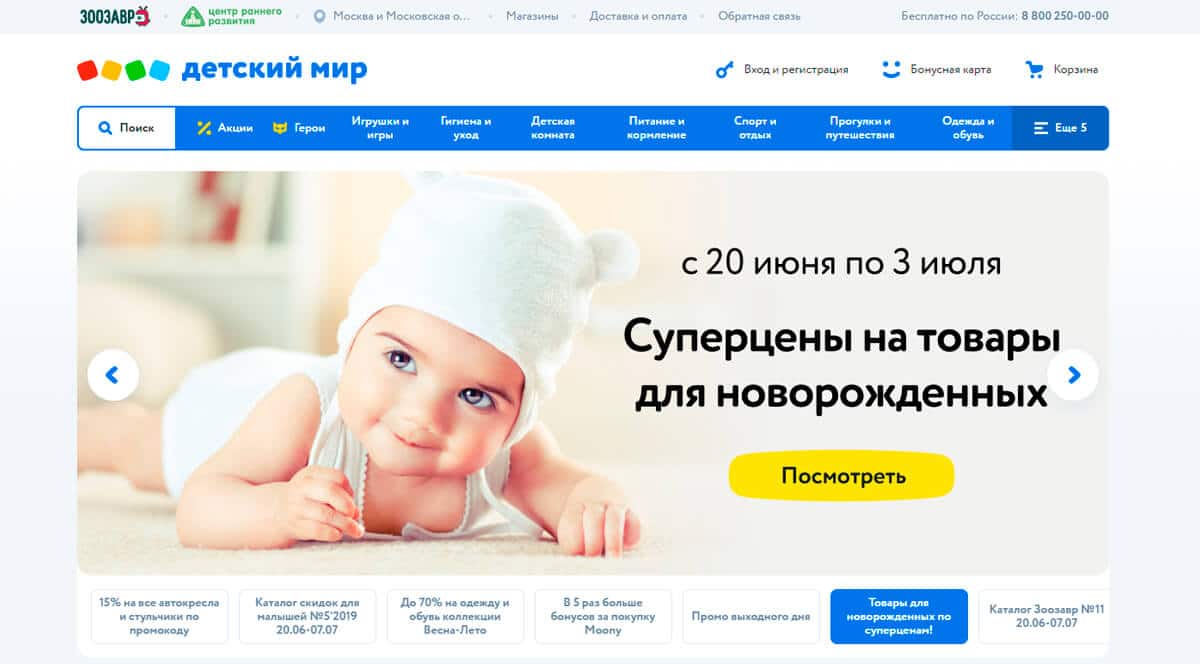 ЗООЗАВР
центр раннего
развития
Москва и Московская о...
Магазины
Доставка и оплата
Обратная связь
Бесплатно по России: 8 800 250-00-00
детский мир
Вход и регистрация
Бонусная карта
Корзина
Поиск
Акции
Герои
Игрушки и
игры
Гигиена и
уход
Детская
комната
Питание и
кормление
Спорт и
отдых
Прогулки и
путешествия
Одежда и
обувь
Еще 5
с 20 июня по 3 июля
Суперцены на товары
для новорожденных
Посмотреть
15% на все автокресла
и стульчики по
промокоду
Каталог скидок для
малышей №5'2019
20.06-07.07
До 70% на одежду и
обувь коллекции
Весна-Лето
В 5 раз больше
бонусов за покупку
Moony
Промо выходного дня
Товары для
новорожденных по
суперценам!
Каталог Зоозавр №11
20.06-07.07